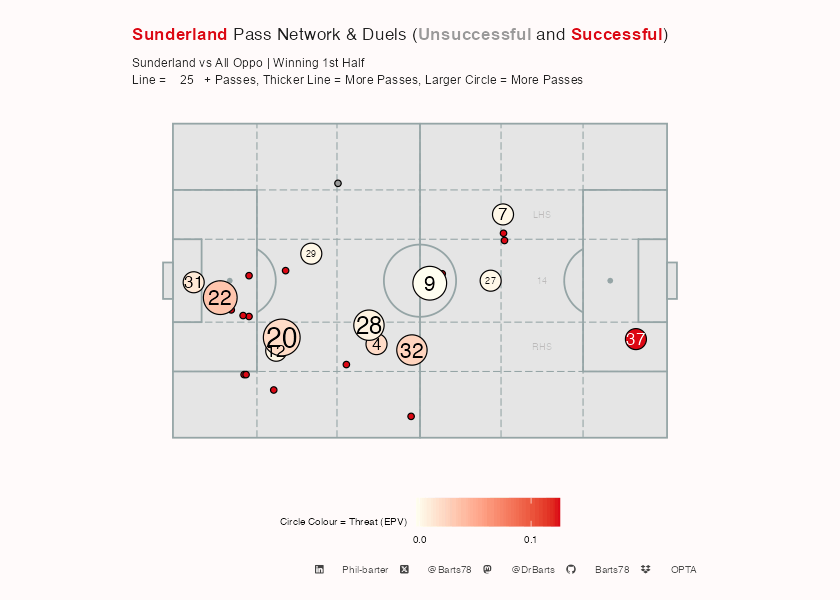 Sunderland Pass Network & Duels (Unsuccessful and Successful)
Sunderland vs All Oppo | Winning 1st Half
Line = 25 + Passes, Thicker Line = More Passes, Larger Circle = More Passes
7
LHS
29
31
22
9
27
14
20
12
28
4
32
RHS
37
Circle Colour = Threat (EPV)
0.0
0.1
Phil-barter @Barts78 @DrBarts Barts78 OPTA